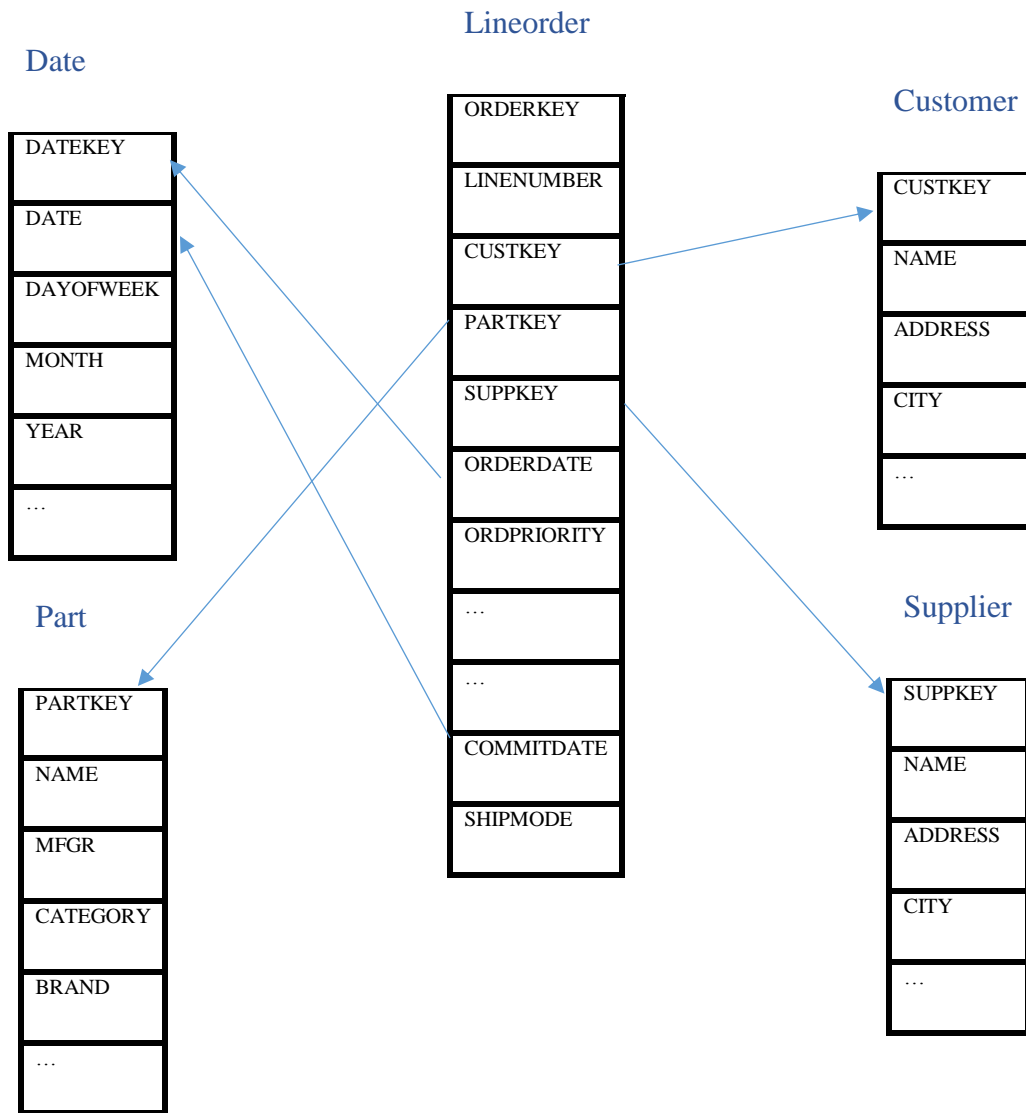 Lineorder
Date
Customer
ORDERKEY
LINENUMBER
CUSTKEY
PARTKEY
SUPPKEY
ORDERDATE
ORDPRIORITY
…
…
COMMITDATE
SHIPMODE
DATEKEY
DATE
DAYOFWEEK
MONTH
YEAR
…
CUSTKEY
NAME
ADDRESS
CITY
…
Part
PARTKEY
NAME
MFGR
CATEGORY
BRAND
…
Supplier
SUPPKEY
NAME
ADDRESS
CITY
…